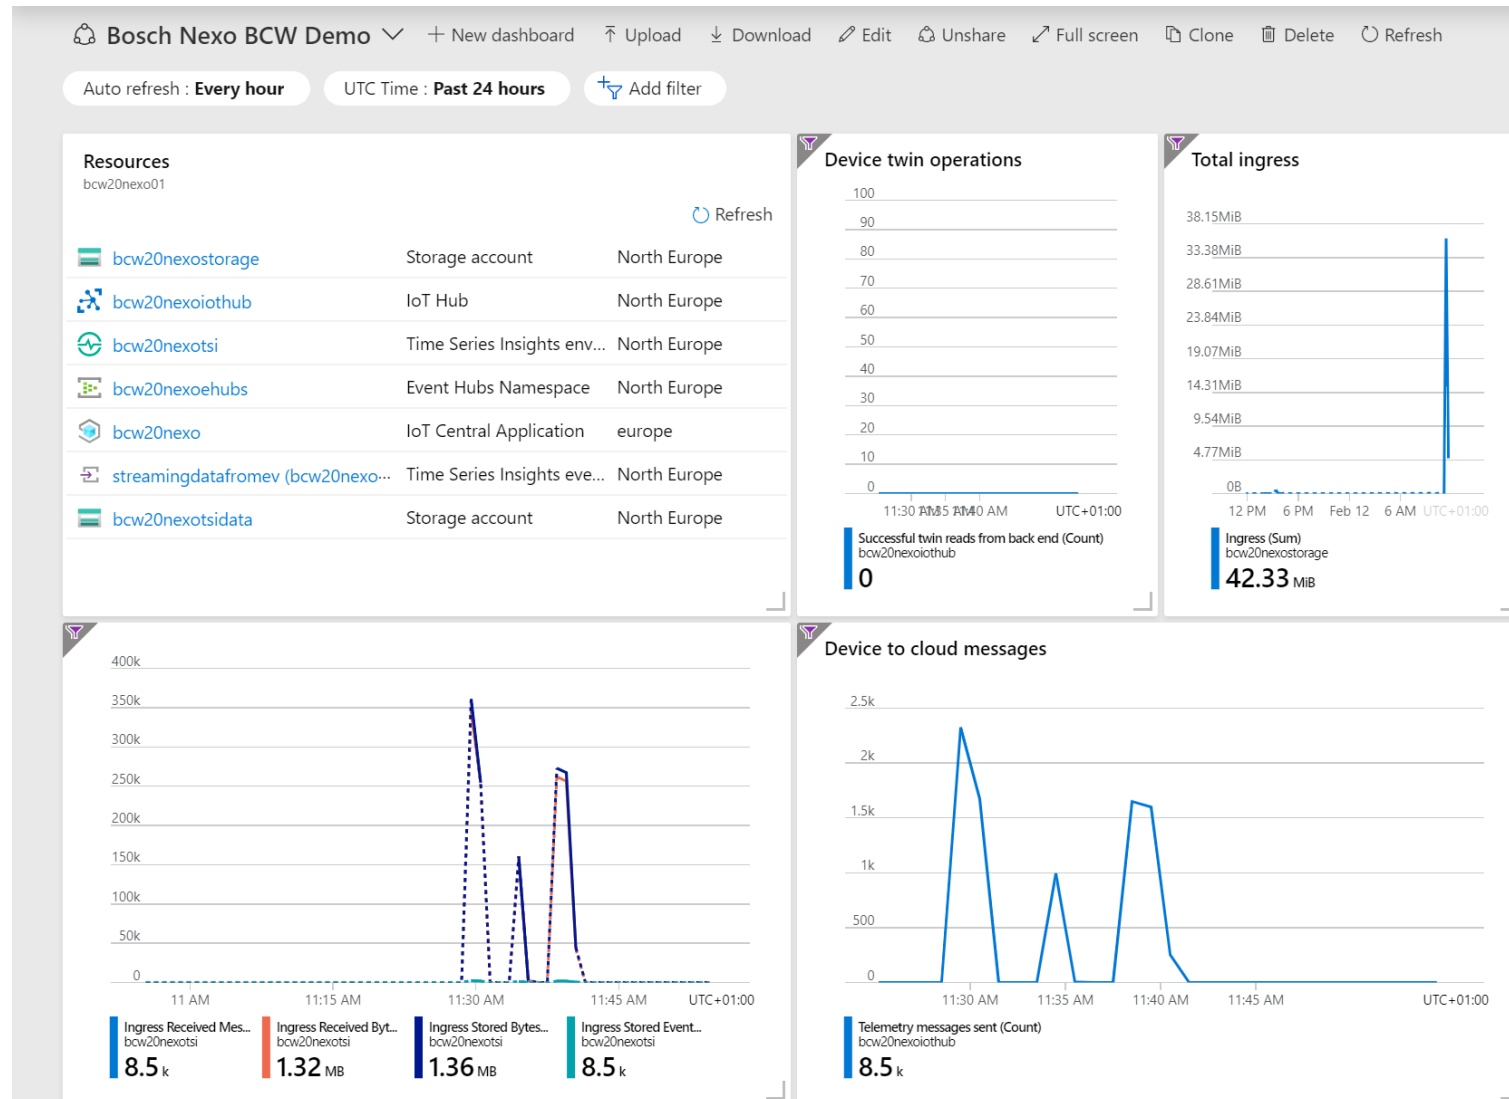 Bosch Nexo BCW Demo New dashboard Upload Download Edit Unshare Full screen Clone Delete Refresh
Auto refresh : Every hour UTC Time : Past 24 hours Add filter
Resources
bcw20nexo01
Refresh
bcw20nexostorage Storage account North Europe
bcw20nexoiothub IoT Hub North Europe
bcw20nexotsi Time Series Insights env... North Europe
bcw20nexoehubs Event Hubs Namespace North Europe
bcw20nexo IoT Central Application europe
streamingdatafromev (bcw20nexo··· Time Series Insights eve... North Europe
bcw20nexotsidata Storage account North Europe
Device twin operations
100
90
80
70
60
50
40
30
20
10
0
11:30 AM 11:35 AM 11:40 AM UTC+01:00
Successful twin reads from back end (Count)
bcw20nexoiothub
0
Total ingress
38.15MiB
33.38MiB
28.61MiB
23.84MiB
19.07MiB
14.31MiB
9.54MiB
4.77MiB
0B
12 PM 6 PM Feb 12 6 AM UTC+01:00
Ingress (Sum)
bcw20nexostorage
42.33 MiB
400k
350k
300k
250k
200k
150k
100k
50k
0
11 AM 11:15 AM 11:30 AM 11:45 AM UTC+01:00
Ingress Received Mes... Ingress Received Byt... Ingress Stored Bytes... Ingress Stored Event...
bcw20nexotsi bcw20nexotsi bcw20nexotsi bcw20nexotsi
8.5 k 1.32 MB 1.36 MB 8.5 k
Device to cloud messages
2.5k
2k
1.5k
1k
500
0
11:30 AM 11:35 AM 11:40 AM 11:45 AM UTC+01:00
Telemetry messages sent (Count)
bcw20nexoiothub
8.5 k